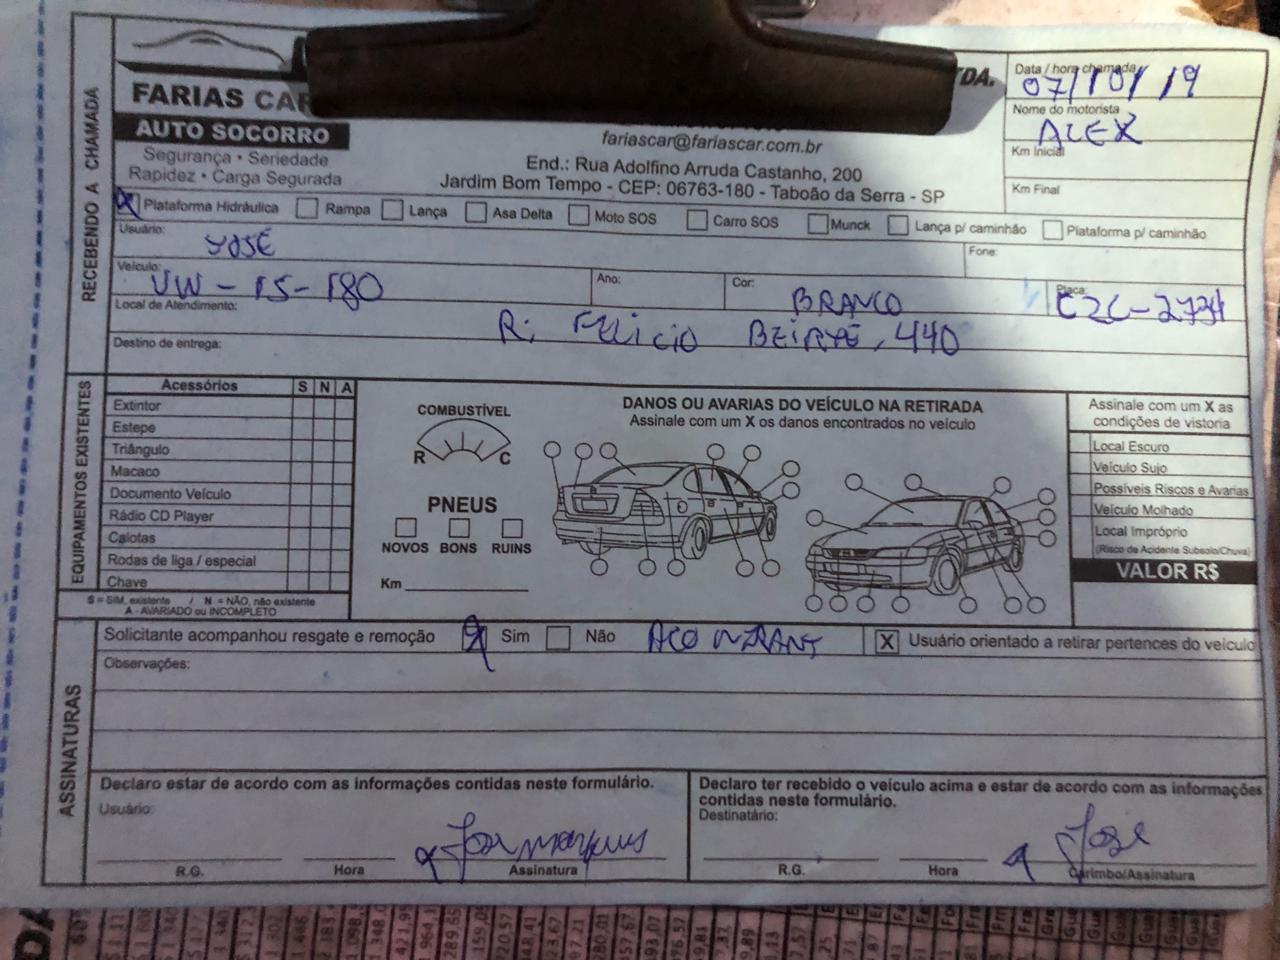 FARIAS CAR
TDA.
AUTO SOCORRO
Segurança • Seriedade
Rapidez • Carga Segurada
fariascar@fariascar.com.br
End.: Rua Adolfino Arruda Castanho, 200
Jardim Bom Tempo - CEP: 06763-180 - Taboão da Serra - SP
Data / hora chamada
07/10/19
Nome do motorista
ALEX
Km Inicial
Km Final
RECEBENDO A CHAMADA
X Plataforma Hidráulica Rampa Lança Asa Delta Moto SOS Carro SOS Munck Lança p/ caminhão Plataforma p/ caminhão
Usuário: JOSÉ Fone:
Veículo: VW - 15-180 Ano: Cor: BRANCO Placa:
Local de Atendimento: R. FELICIO 440
Destino de entrega:
EQUIPAMENTOS EXISTENTES
Acessórios S N A
Extintor
Estepe
Triângulo
Macaco
Documento Veículo
Rádio CD Player
Calotas
Rodas de liga / especial
Chave
S = SIM, existente / N = NÃO, não existente
A - AVARIADO ou INCOMPLETO
COMBUSTÍVEL
R C
PNEUS
NOVOS BONS RUINS
Km
DANOS OU AVARIAS DO VEÍCULO NA RETIRADA
Assinale com um X os danos encontrados no veículo
Assinale com um X as
condições de vistoria
Local Escuro
Veículo Sujo
Possíveis Riscos e Avarias
Veículo Molhado
Local Impróprio
(Risco de Acidente Subsolo/Chuva)
VALOR R$
ASSINATURAS
Solicitante acompanhou resgate e remoção X Sim Não X Usuário orientado a retirar pertences do veículo
Observações:
Declaro estar de acordo com as informações contidas neste formulário.
Usuário:
R.G. Hora Assinatura
Declaro ter recebido o veículo acima e estar de acordo com as informações
contidas neste formulário.
Destinatário:
Jose
R.G. Hora Carimbo/Assinatura